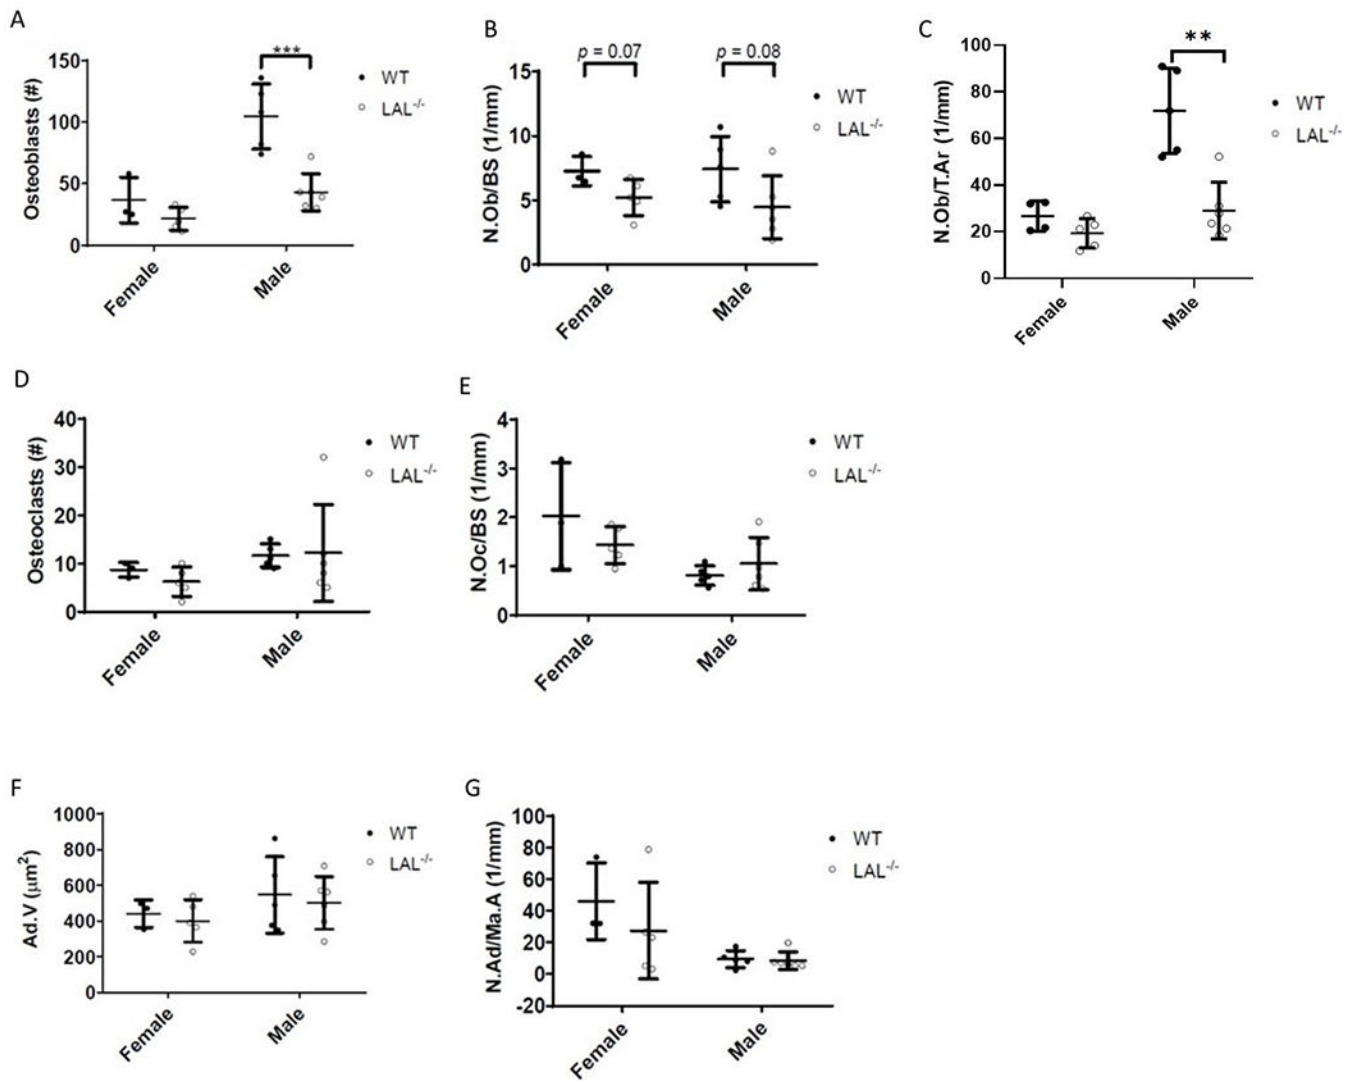 A
Osteoblasts (#)
150
100
50
0
***
WT
LAL-/-
Female
Male
B
N.Ob/BS (1/mm)
15
10
5
0
p = 0.07
p = 0.08
WT
LAL-/-
Female
Male
C
N.Ob/T.Ar (1/mm)
100
80
60
40
20
0
**
WT
LAL-/-
Female
Male
D
Osteoclasts (#)
40
30
20
10
0
WT
LAL-/-
Female
Male
E
N.Oc/BS (1/mm)
4
3
2
1
0
WT
LAL-/-
Female
Male
F
Ad.V (μm²)
1000
800
600
400
200
0
WT
LAL-/-
Female
Male
G
N.Ad/Ma.A (1/mm)
100
80
60
40
20
0
-20
WT
LAL-/-
Female
Male